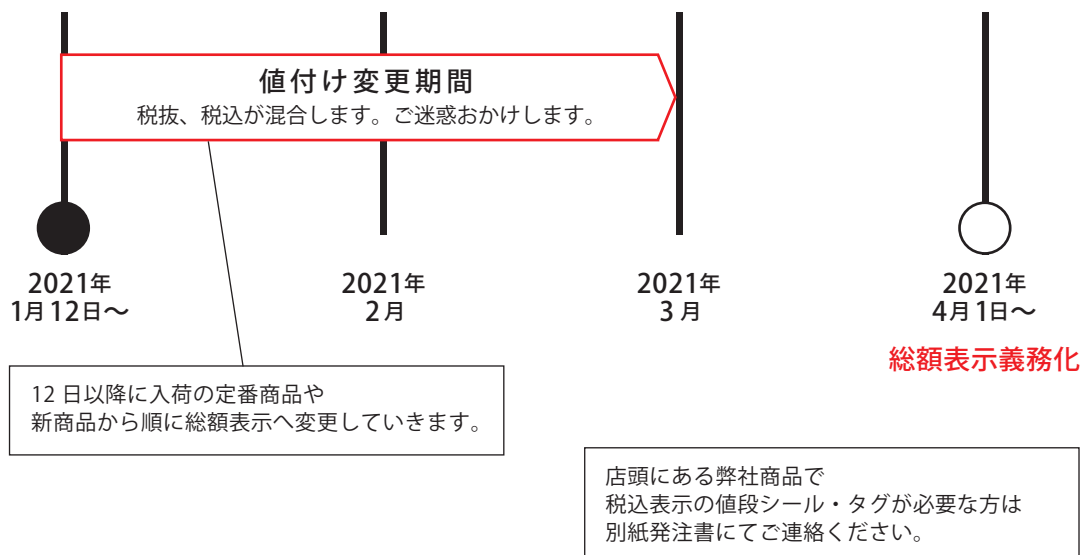 値付け変更期間
税抜、税込が混合します。ご迷惑おかけします。
2021年
1月12日〜
2021年
2月
2021年
3月
2021年
4月1日〜
総額表示義務化
12日以降に入荷の定番商品や
新商品から順に総額表示へ変更していきます。
店頭にある弊社商品で
税込表示の値段シール・タグが必要な方は
別紙発注書にてご連絡ください。